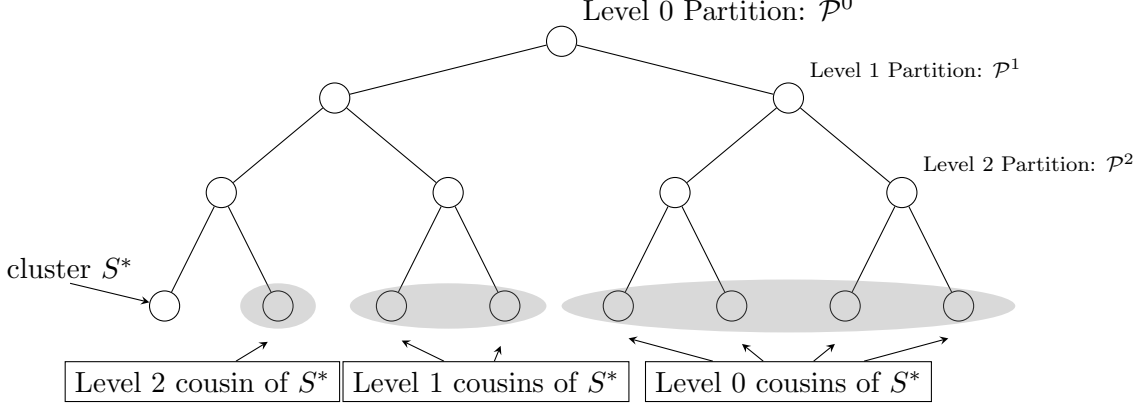 Level 0 Partition: 𝒫⁰
Level 1 Partition: 𝒫¹
Level 2 Partition: 𝒫²
cluster S*
Level 2 cousin of S*
Level 1 cousins of S*
Level 0 cousins of S*